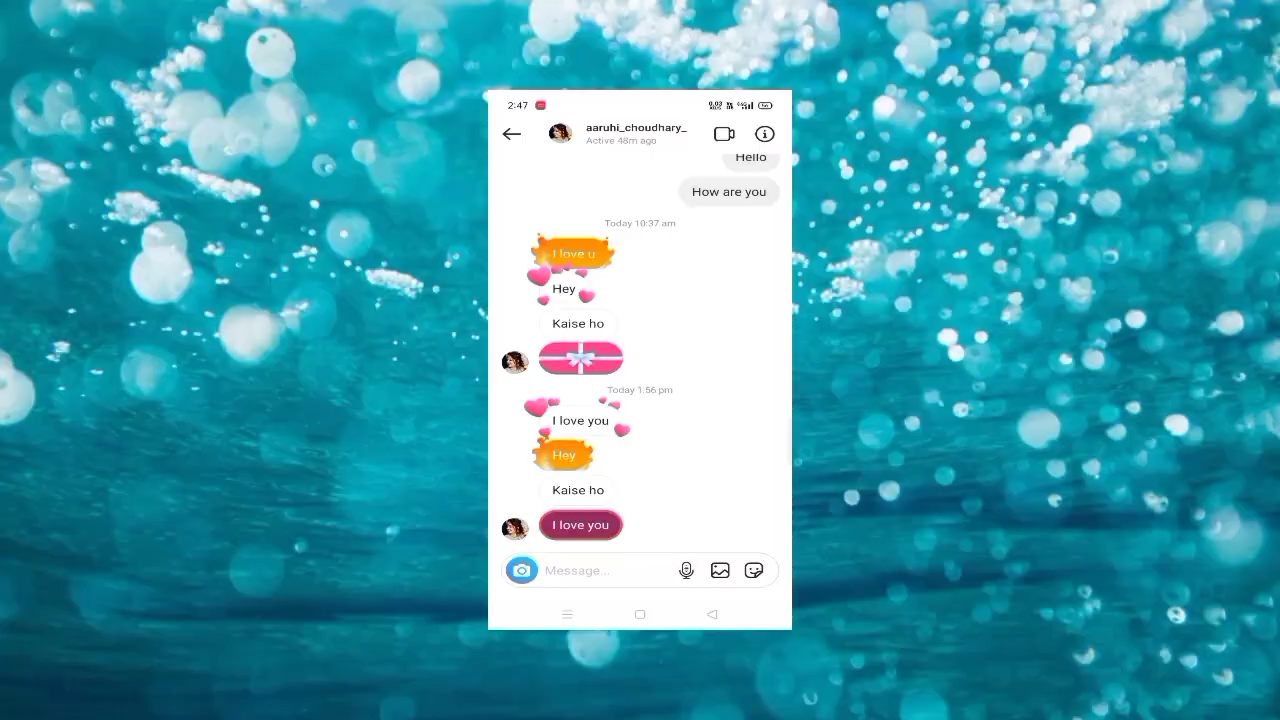 2:47
aaruhi_choudhary_
Active 48m ago
Hello
How are you
Today 10:37 am
I love u
Hey
Kaise ho
Today 1:56 pm
I love you
Hey
Kaise ho
I love you
Message...